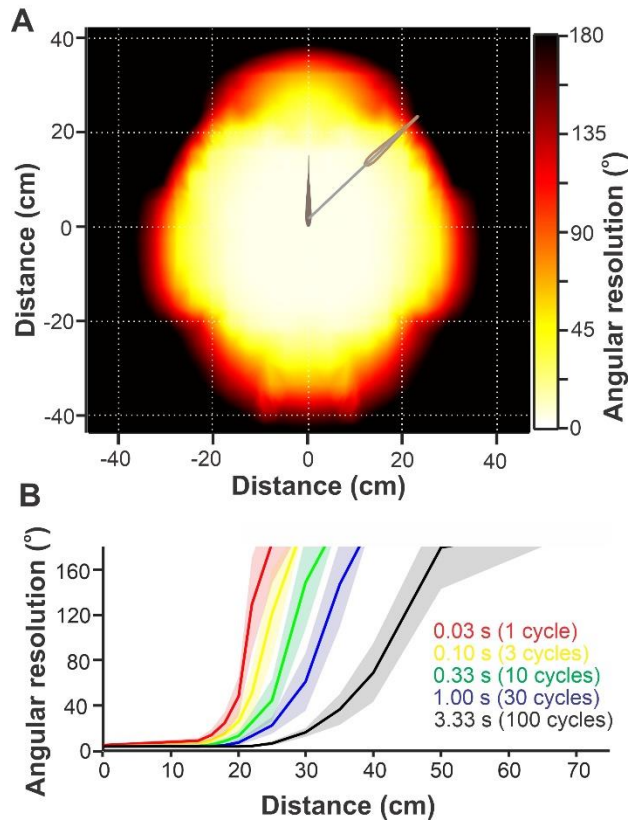 A
40
20
0
-20
-40
Distance (cm)
-40
-20
0
20
40
Distance (cm)
180
135
90
45
0
Angular resolution (°)
B
160
120
80
40
0
Angular resolution (°)
0.03 s (1 cycle)
0.10 s (3 cycles)
0.33 s (10 cycles)
1.00 s (30 cycles)
3.33 s (100 cycles)
0
10
20
30
40
50
60
70
Distance (cm)